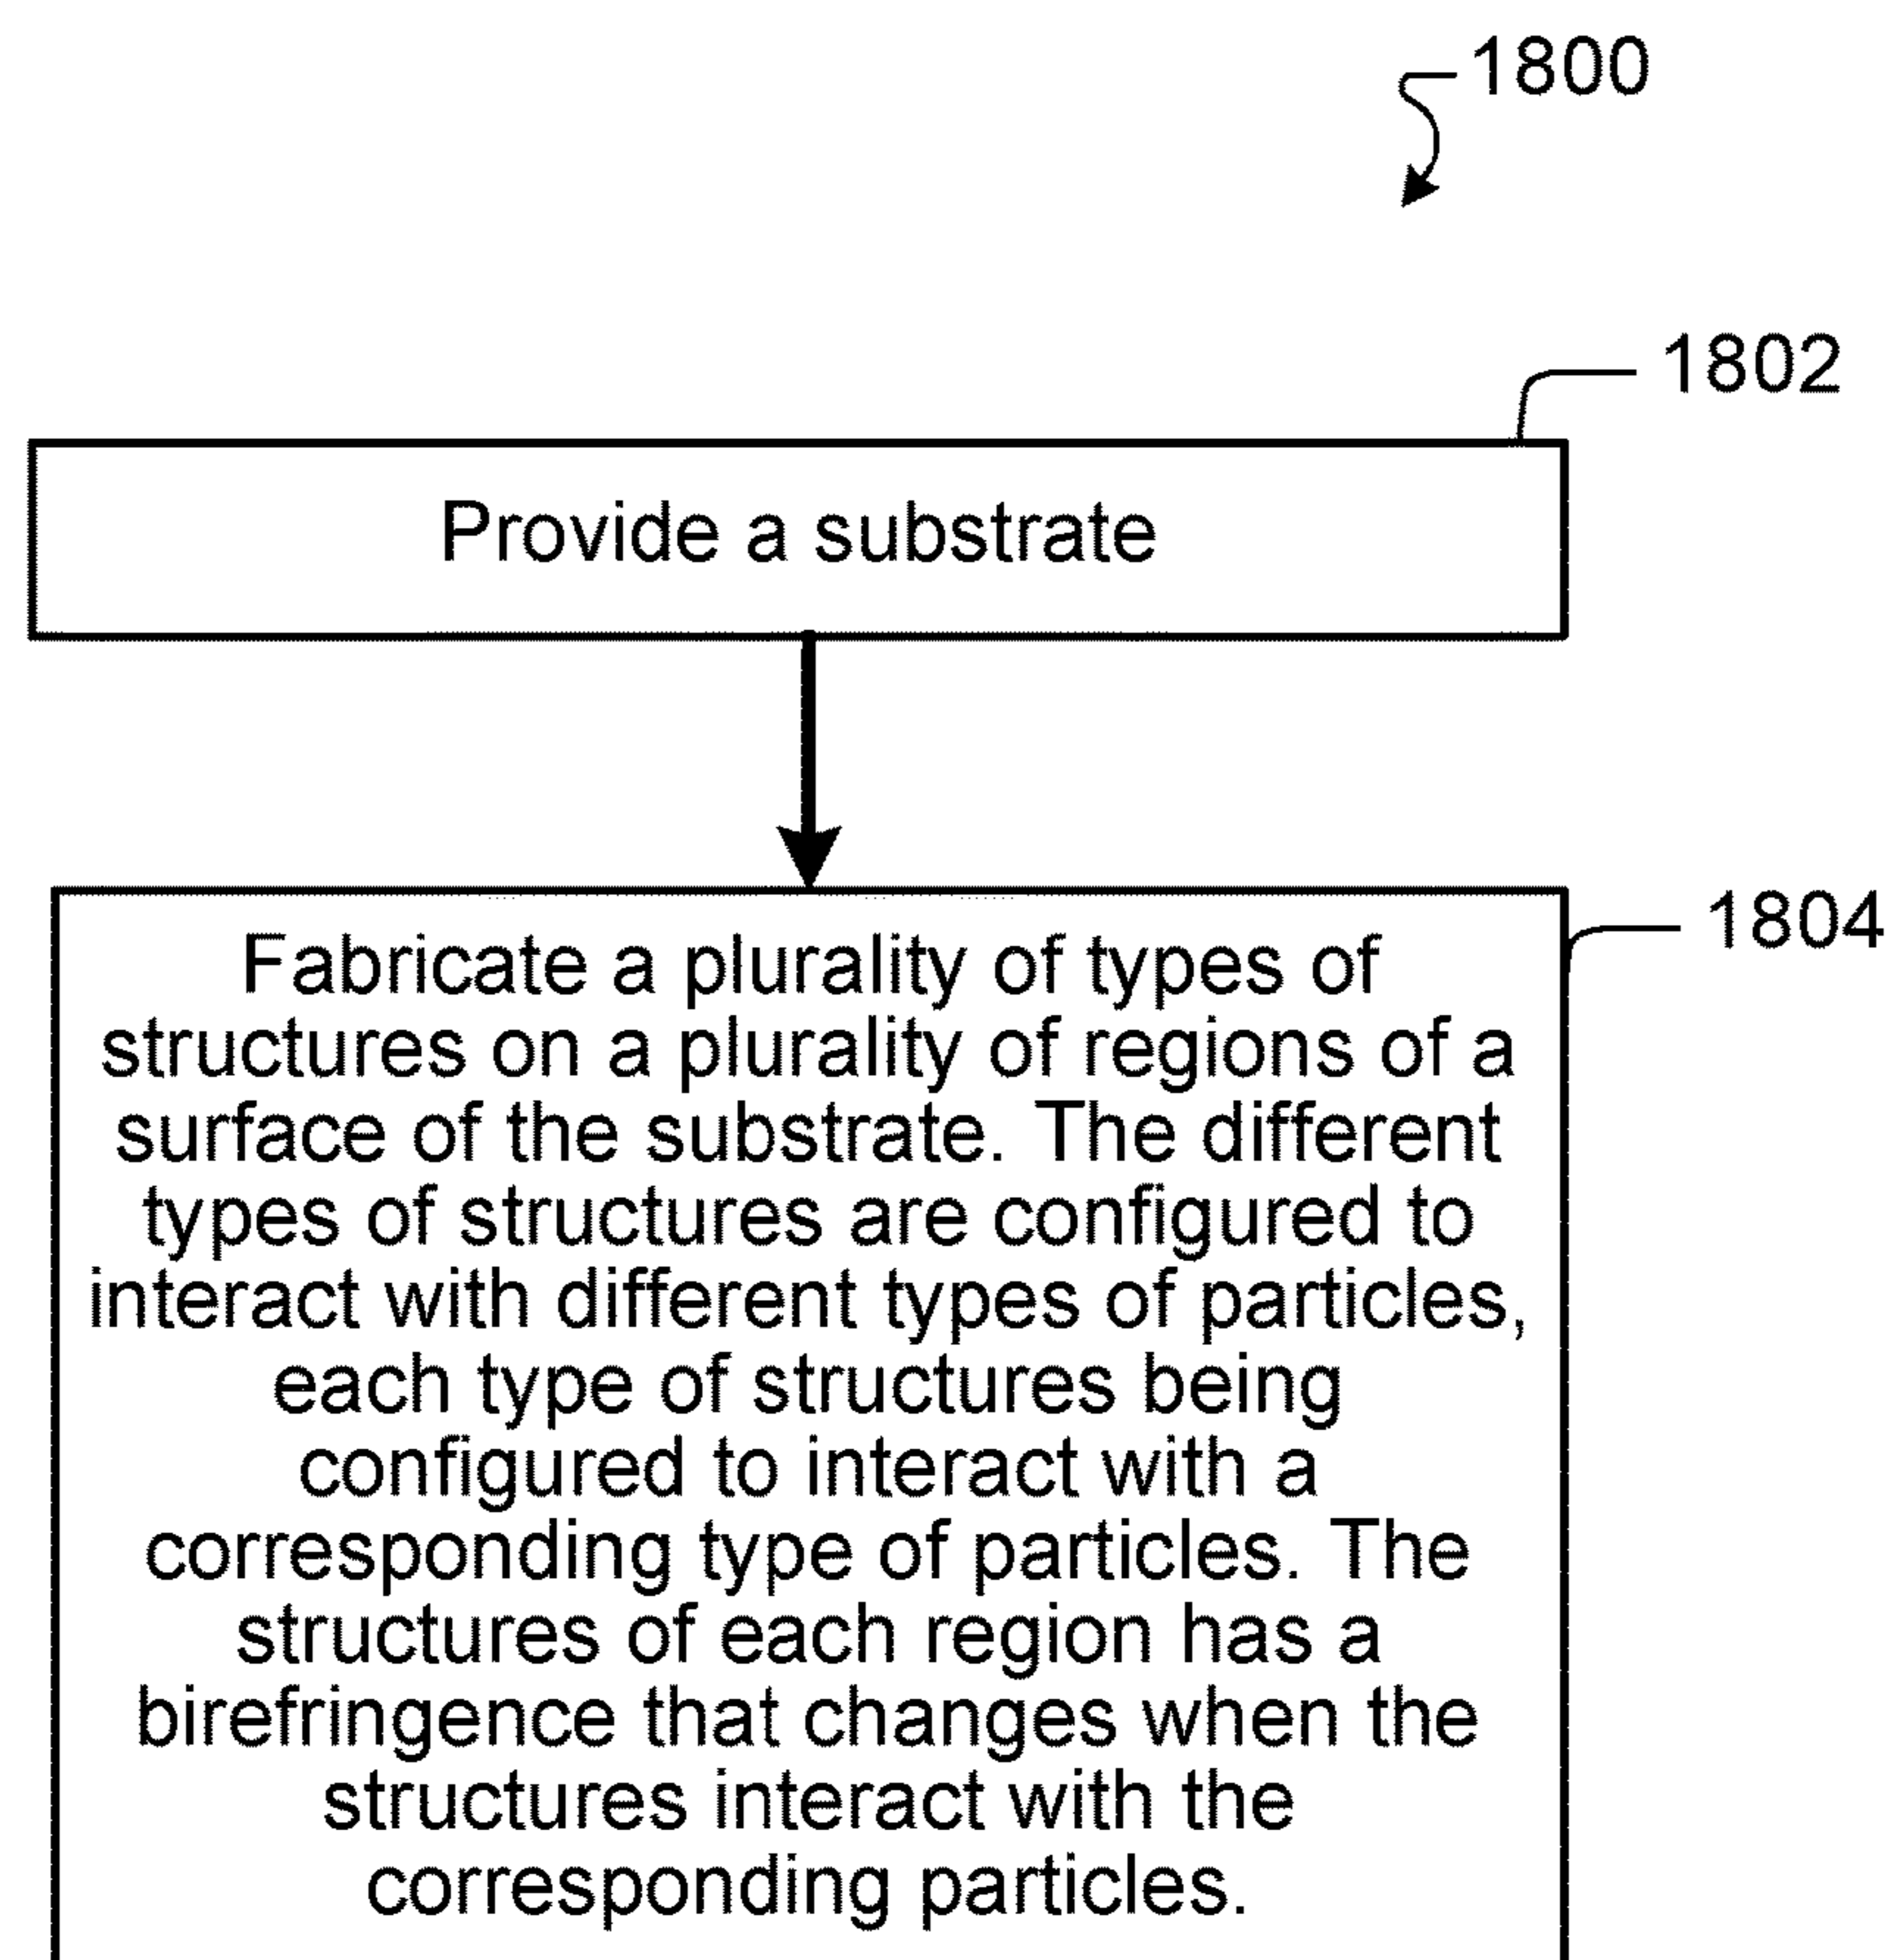 1800
1802
Provide a substrate
1804
Fabricate a plurality of types of
structures on a plurality of regions of a
surface of the substrate. The different
types of structures are configured to
interact with different types of particles,
each type of structures being
configured to interact with a
corresponding type of particles. The
structures of each region has a
birefringence that changes when the
structures interact with the
corresponding particles.